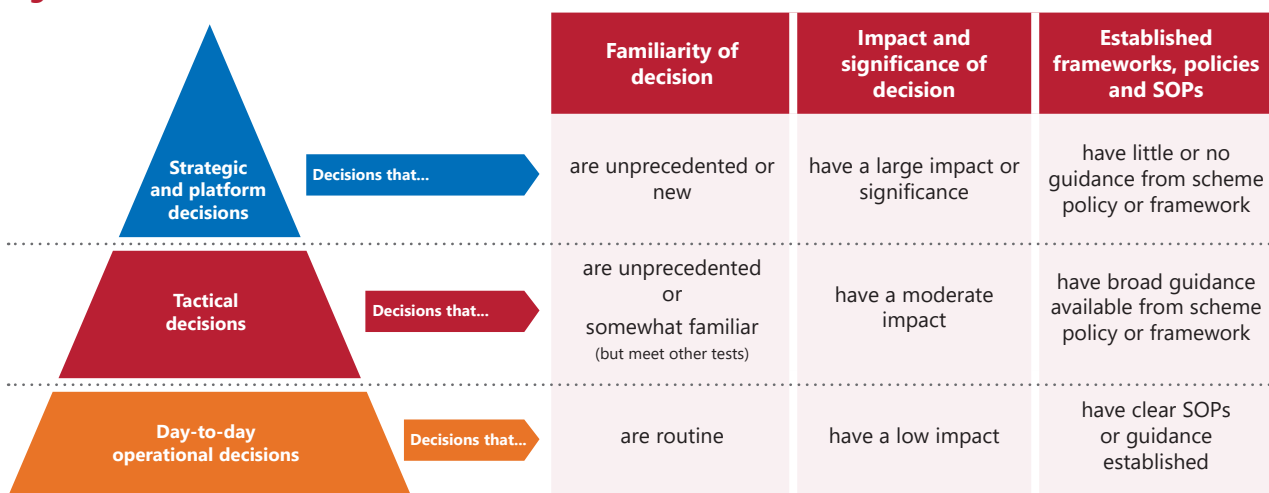 Familiarity of
decision
Impact and
significance of
decision
Established
frameworks, policies
and SOPs
Strategic
and platform
decisions
Decisions that...
are unprecedented or
new
have a large impact or
significance
have little or no
guidance from scheme
policy or framework
Tactical
decisions
Decisions that...
are unprecedented
or
somewhat familiar
(but meet other tests)
have a moderate
impact
have broad guidance
available from scheme
policy or framework
Day-to-day
operational decisions
Decisions that...
are routine
have a low impact
have clear SOPs
or guidance
established